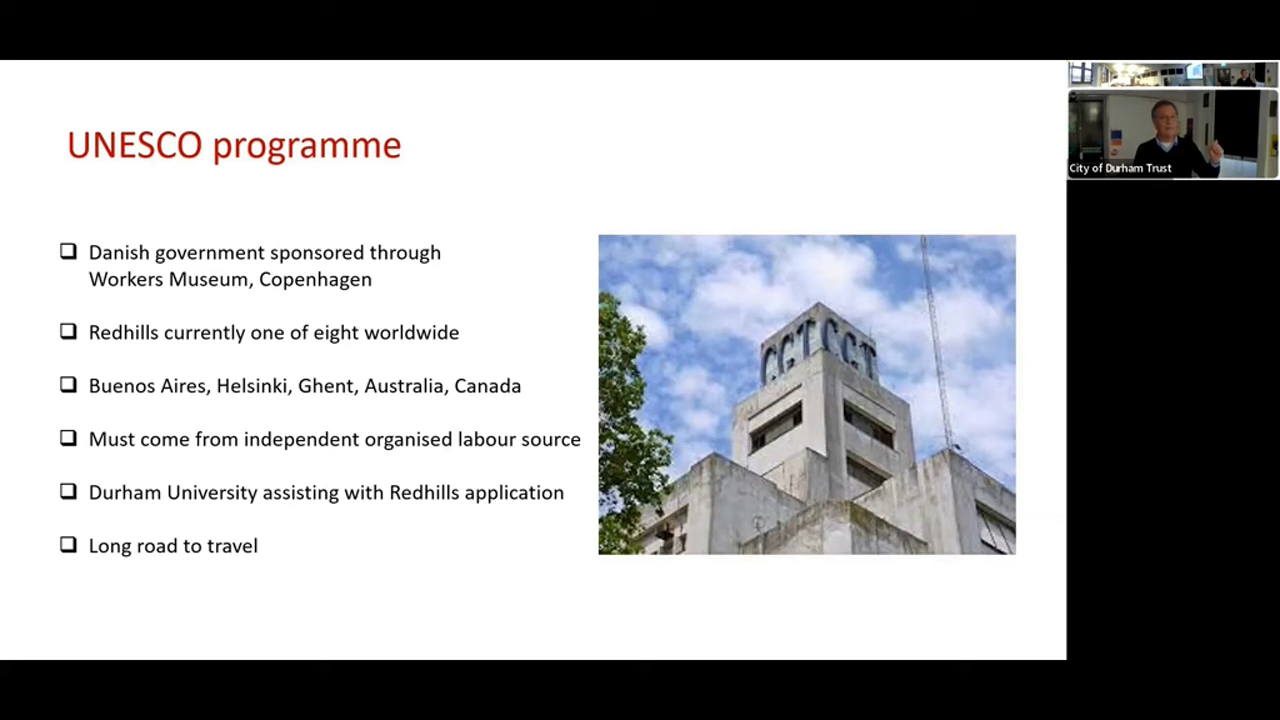 UNESCO programme
Danish government sponsored through
Workers Museum, Copenhagen
Redhills currently one of eight worldwide
Buenos Aires, Helsinki, Ghent, Australia, Canada
Must come from independent organised labour source
Durham University assisting with Redhills application
Long road to travel
CGT CGT
City of Durham Trust